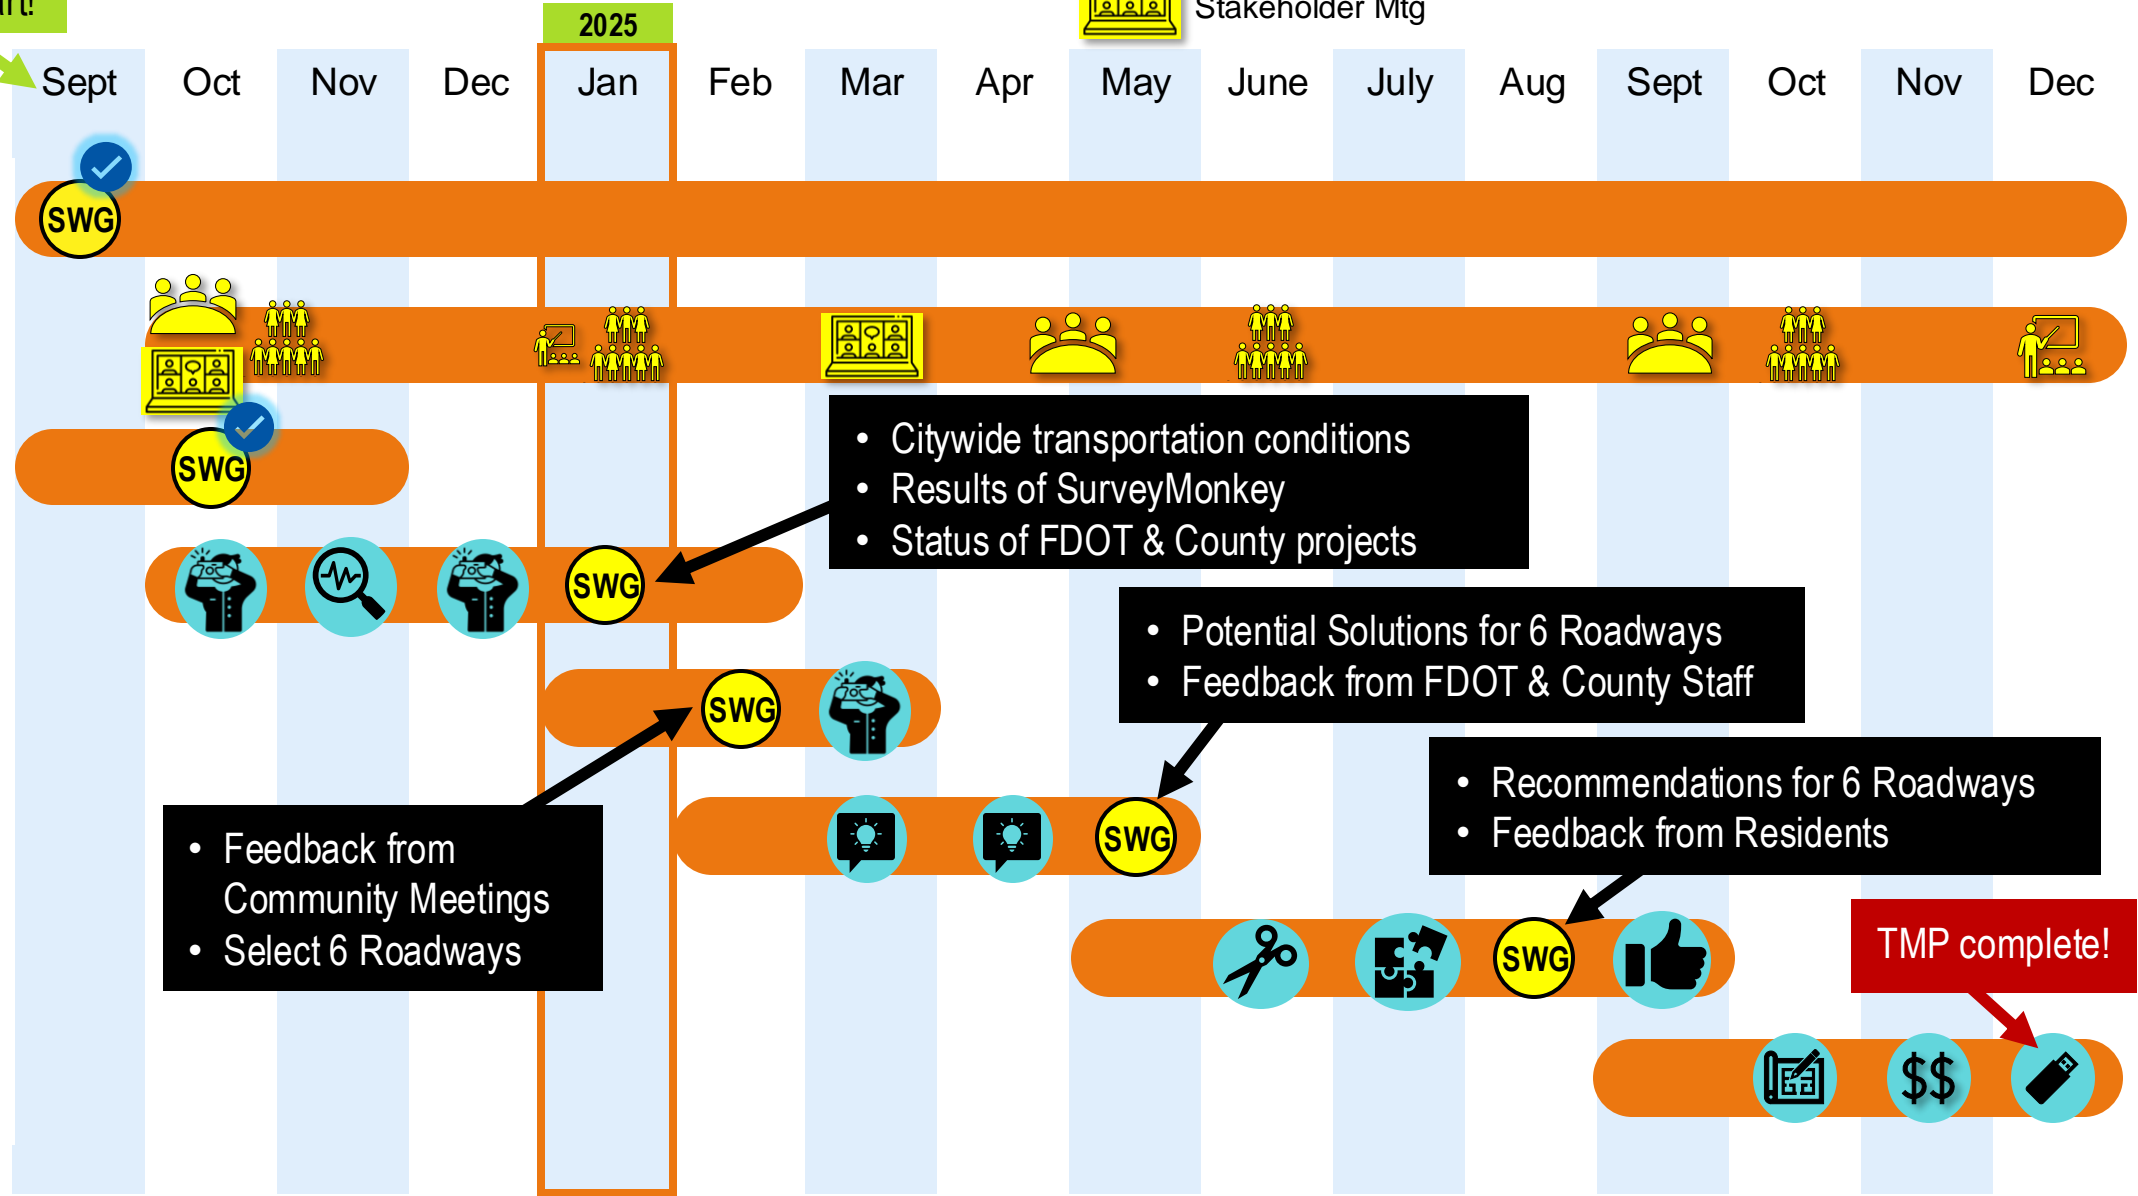 Stakeholder Mtg
2025
Sept Oct Nov Dec Jan Feb Mar Apr May June July Aug Sept Oct Nov Dec
SWG
SWG
• Citywide transportation conditions
• Results of SurveyMonkey
• Status of FDOT & County projects
SWG
• Potential Solutions for 6 Roadways
• Feedback from FDOT & County Staff
SWG
• Recommendations for 6 Roadways
• Feedback from Residents
SWG
• Feedback from
Community Meetings
• Select 6 Roadways
SWG
TMP complete!
$$